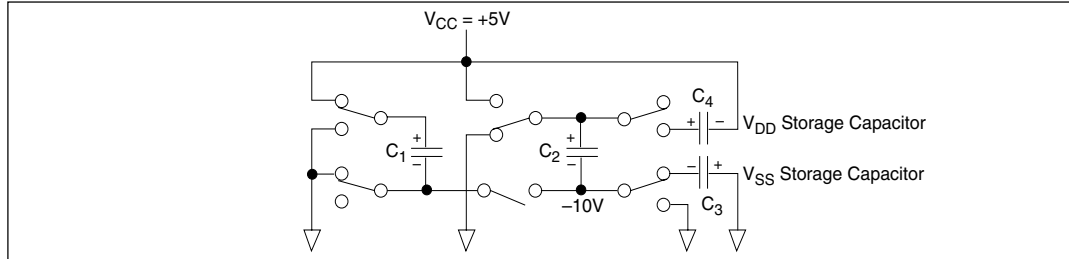 V_CC = +5V
C_4
+ −
V_DD Storage Capacitor
+
C_1
−
+
C_2
−
− +
V_SS Storage Capacitor
C_3
−10V